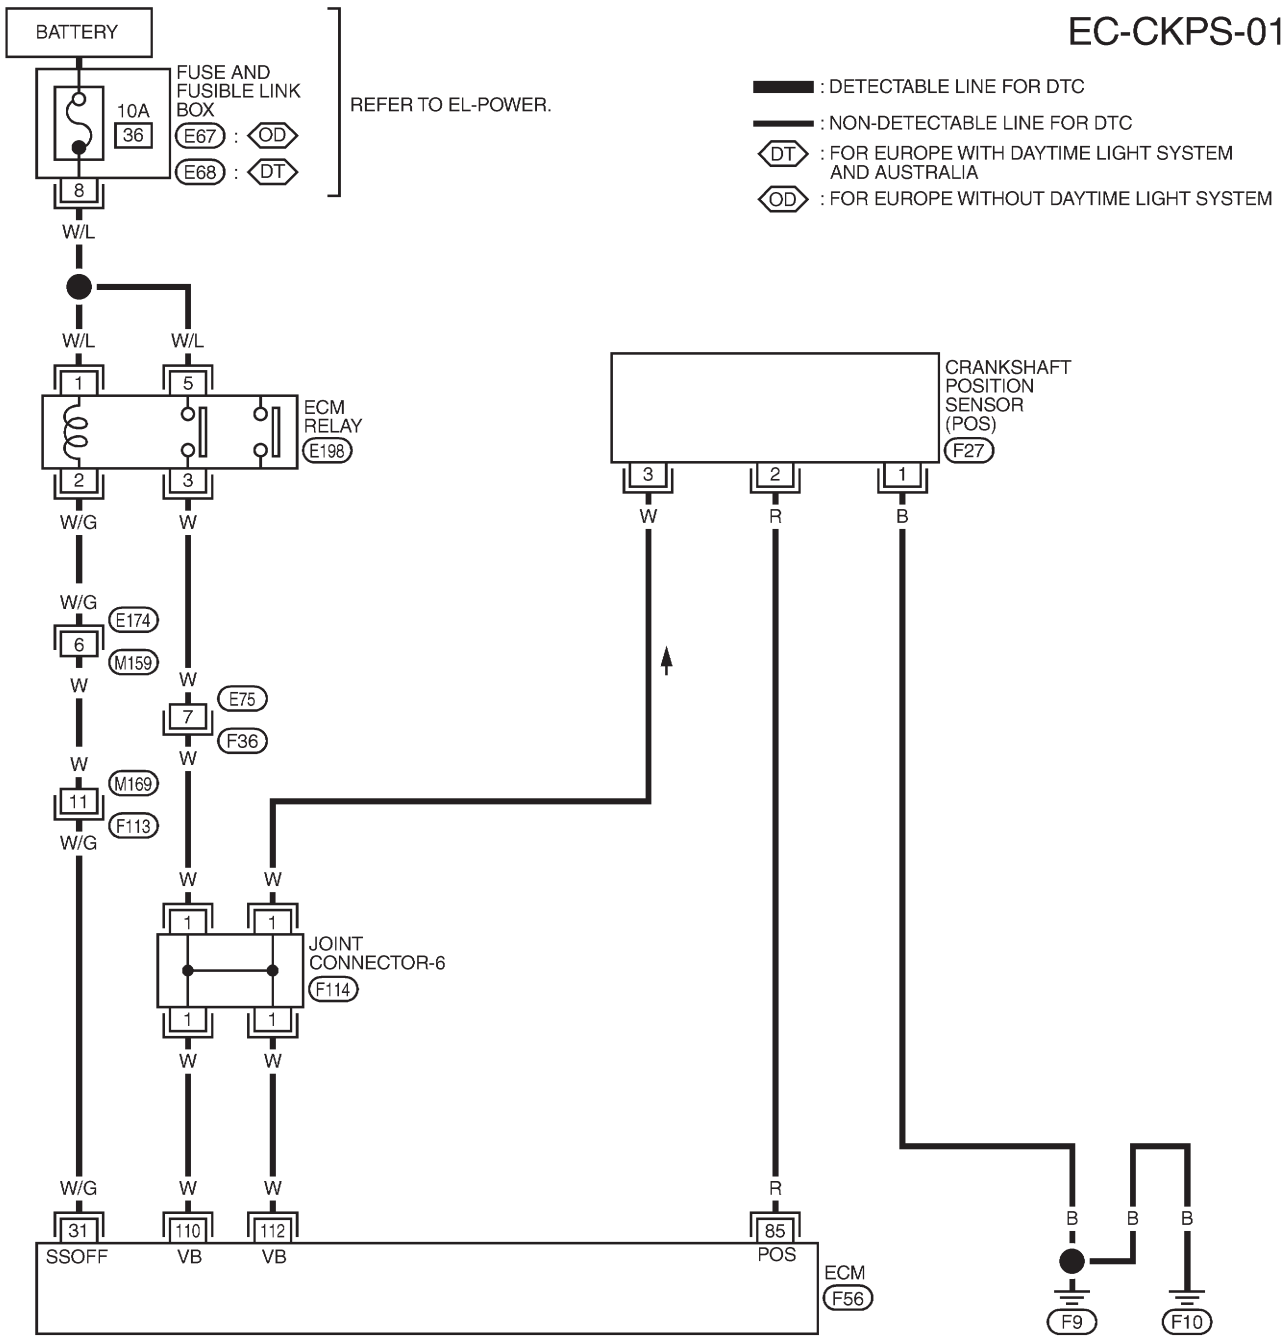 EC-CKPS-01
BATTERY
FUSE AND
FUSIBLE LINK
BOX
10A
36
E67 : OD
E68 : DT
REFER TO EL-POWER.
: DETECTABLE LINE FOR DTC
: NON-DETECTABLE LINE FOR DTC
DT : FOR EUROPE WITH DAYTIME LIGHT SYSTEM
AND AUSTRALIA
OD : FOR EUROPE WITHOUT DAYTIME LIGHT SYSTEM
8
W/L
W/L W/L
1 5
ECM
RELAY
E198
2 3
W/G W
CRANKSHAFT
POSITION
SENSOR
(POS)
F27
3 2 1
W R B
W/G
E174
6
M159
W
W
E75
7
F36
W
W
M169
11
F113
W/G
W W
1 1
JOINT
CONNECTOR-6
F114
1 1
W W
W/G W W R
31 110 112 85
SSOFF VB VB POS
ECM
F56
B B B
F9 F10